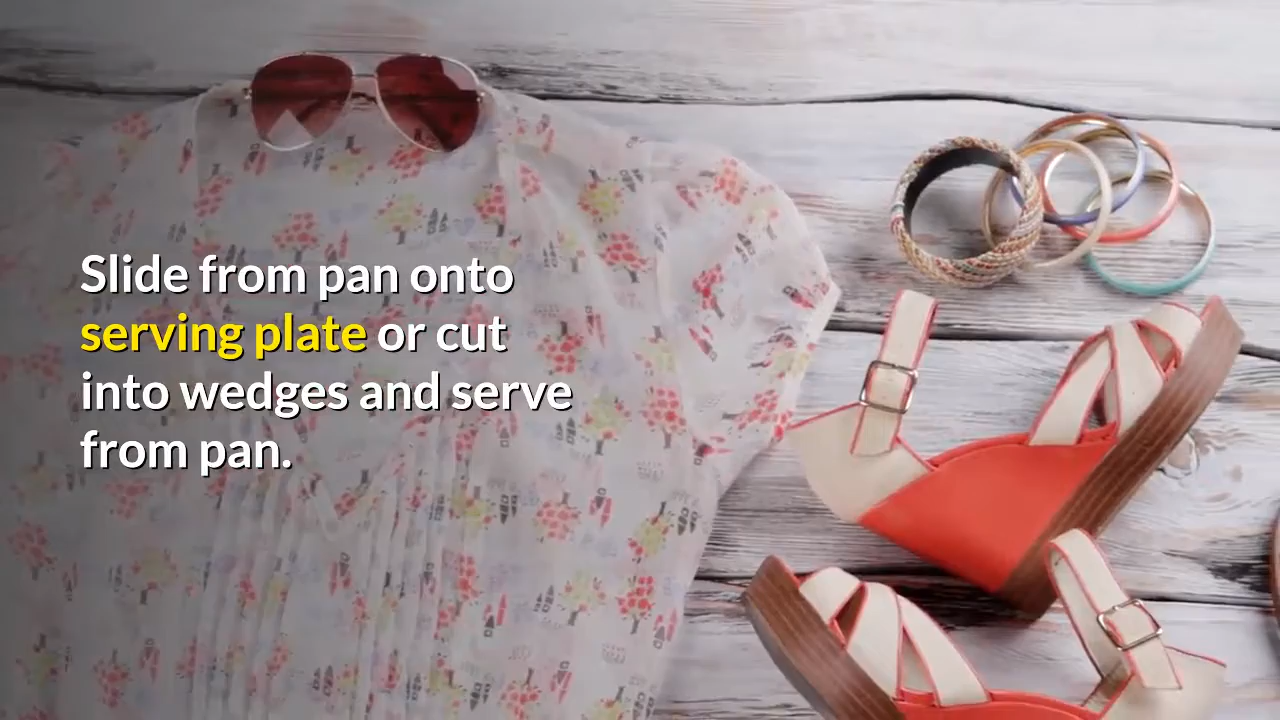 Slide from pan onto
serving plate or cut
into wedges and serve
from pan.